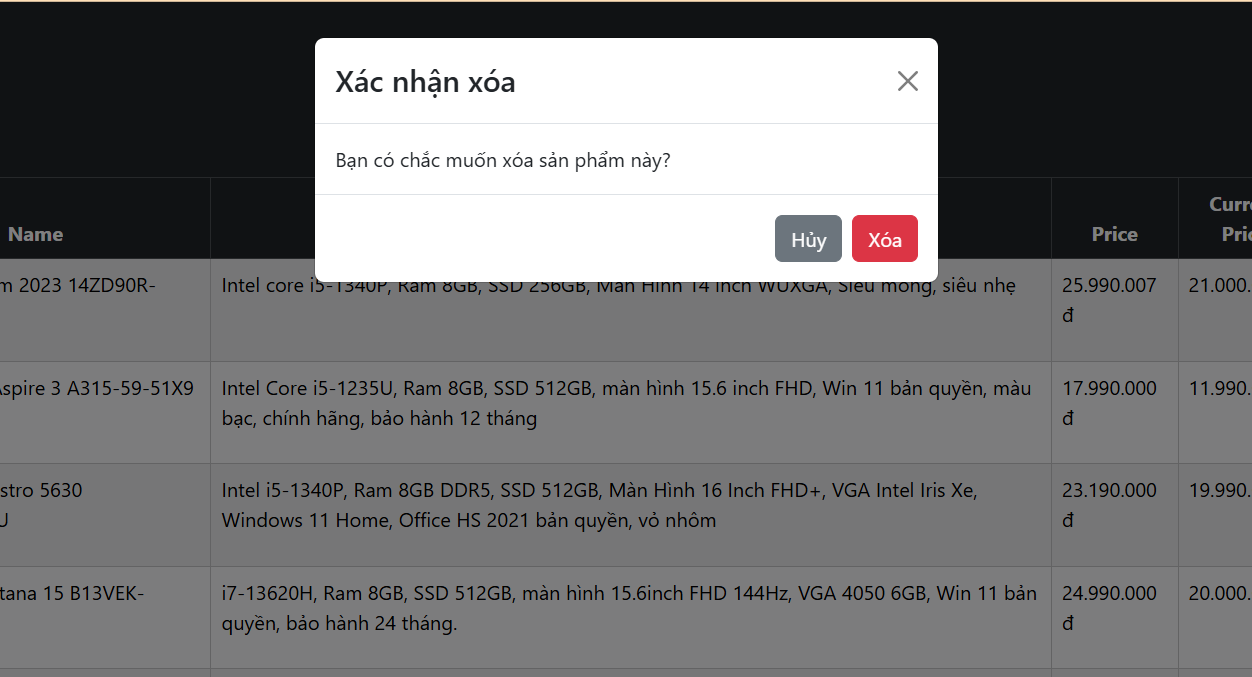 Xác nhận xóa
Bạn có chắc muốn xóa sản phẩm này?
Hủy
Xóa
Name
Price
m 2023 14ZD90R-
Intel core i5-1340P, Ram 8GB, SSD 256GB, Màn Hình 14 inch WUXGA, Siêu mỏng, siêu nhẹ
25.990.007
đ
21.000.
Aspire 3 A315-59-51X9
Intel Core i5-1235U, Ram 8GB, SSD 512GB, màn hình 15.6 inch FHD, Win 11 bản quyền, màu
bạc, chính hãng, bảo hành 12 tháng
17.990.000
đ
11.990.
stro 5630
U
Intel i5-1340P, Ram 8GB DDR5, SSD 512GB, Màn Hình 16 Inch FHD+, VGA Intel Iris Xe,
Windows 11 Home, Office HS 2021 bản quyền, vỏ nhôm
23.190.000
đ
19.990.
tana 15 B13VEK-
i7-13620H, Ram 8GB, SSD 512GB, màn hình 15.6inch FHD 144Hz, VGA 4050 6GB, Win 11 bản
quyền, bảo hành 24 tháng.
24.990.000
đ
20.000.